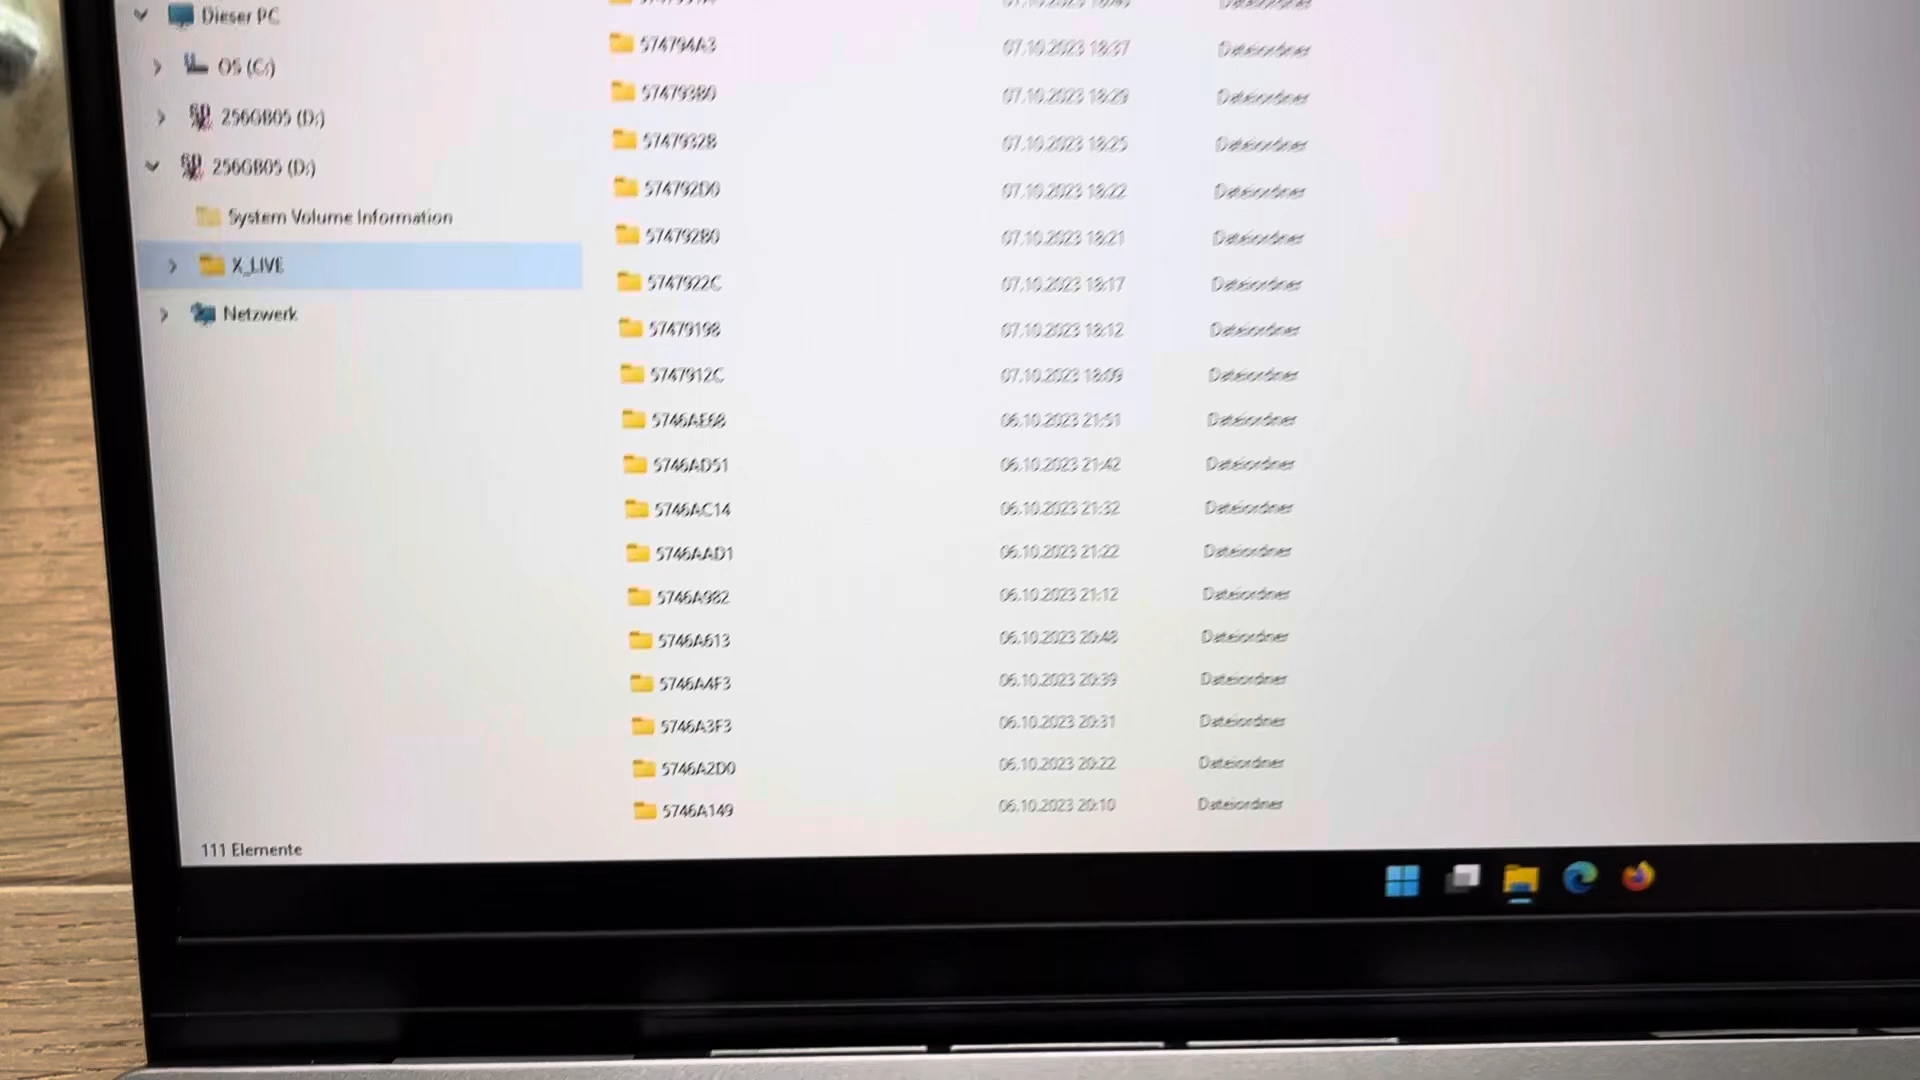 Dieser PC
OS (C:)
256GB05 (D:)
256GB05 (D:)
System Volume Information
X_LIVE
Netzwerk
574794A3 07.10.2023 18:37 Dateiordner
574793B0 07.10.2023 18:29 Dateiordner
5747932B 07.10.2023 18:25 Dateiordner
574792D0 07.10.2023 18:22 Dateiordner
574792B0 07.10.2023 18:21 Dateiordner
5747922C 07.10.2023 18:17 Dateiordner
57479198 07.10.2023 18:12 Dateiordner
5747912C 07.10.2023 18:09 Dateiordner
5746AE68 06.10.2023 21:51 Dateiordner
5746AD51 06.10.2023 21:42 Dateiordner
5746AC14 06.10.2023 21:32 Dateiordner
5746AAD1 06.10.2023 21:22 Dateiordner
5746A982 06.10.2023 21:12 Dateiordner
5746A613 06.10.2023 20:48 Dateiordner
5746A4F3 06.10.2023 20:39 Dateiordner
5746A3F3 06.10.2023 20:31 Dateiordner
5746A2D0 06.10.2023 20:22 Dateiordner
5746A149 06.10.2023 20:10 Dateiordner
111 Elemente